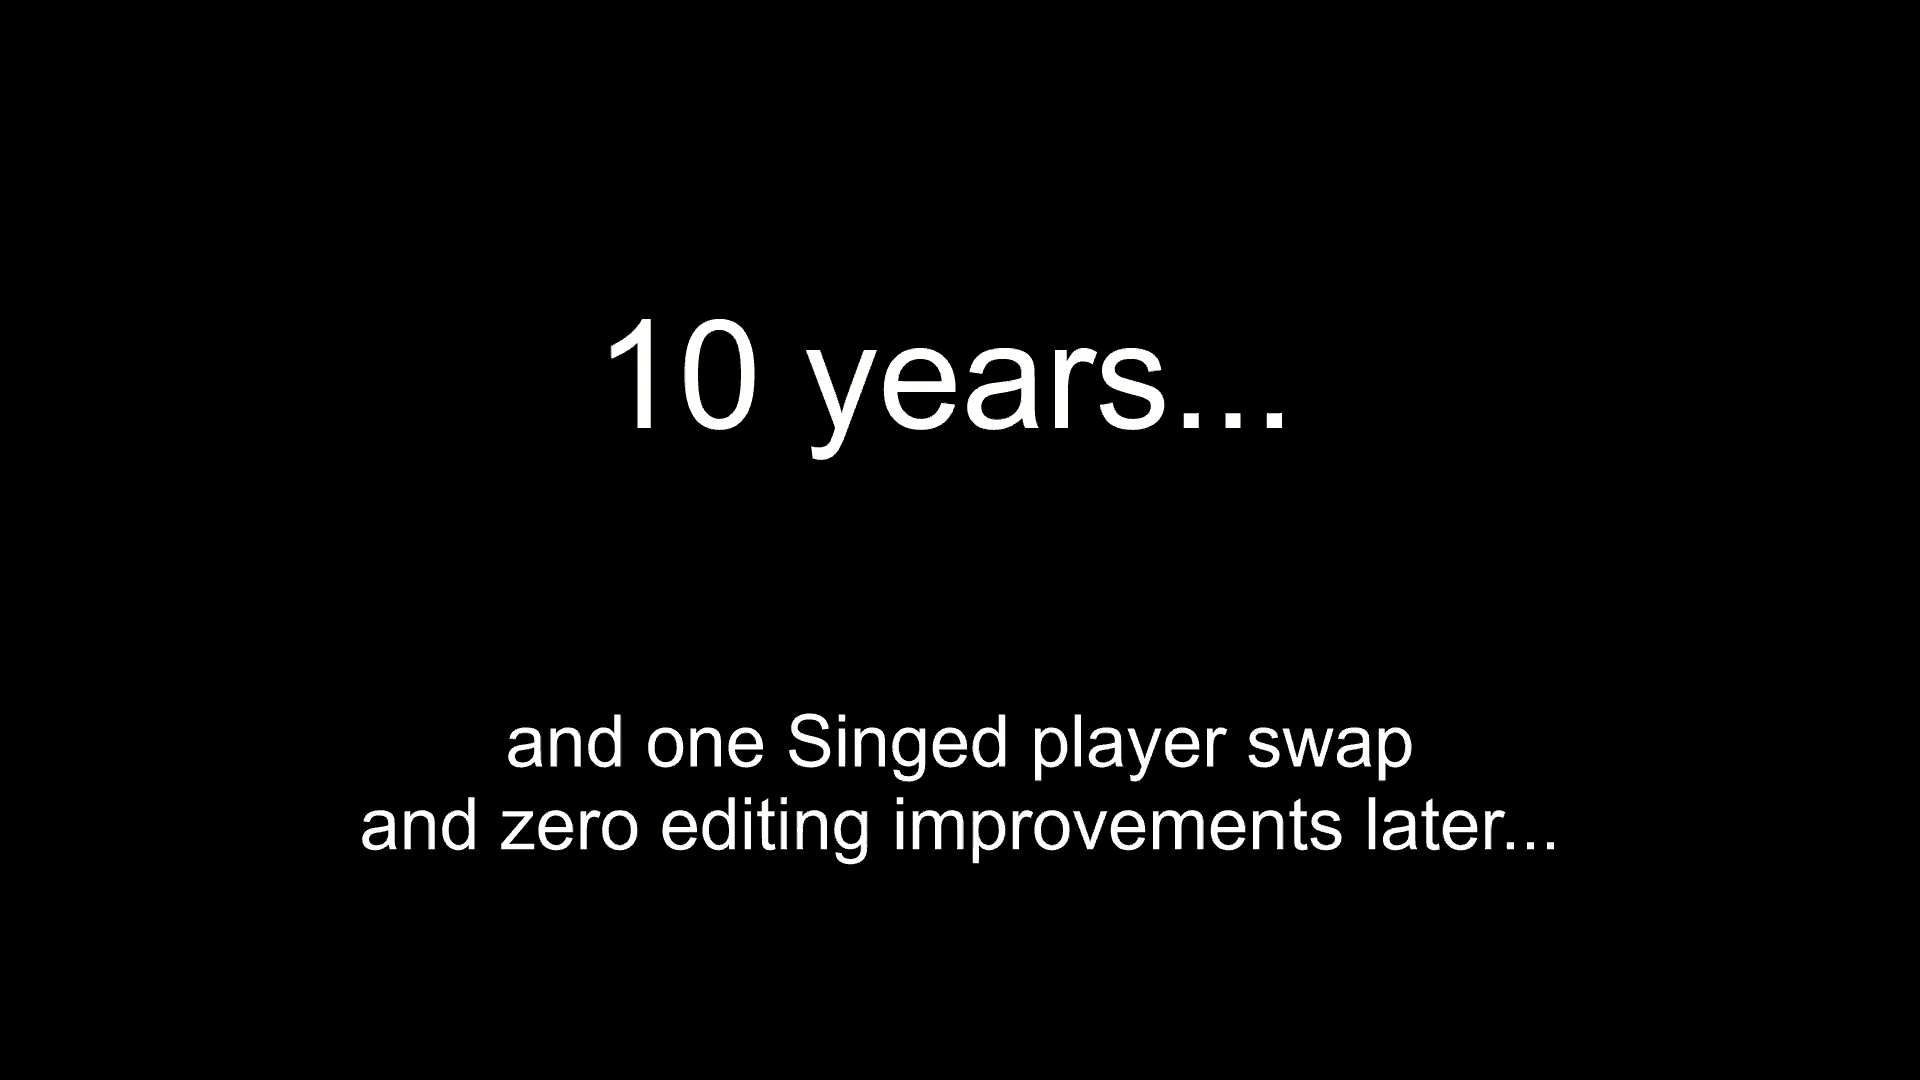 10 years...
and one Singed player swap
and zero editing improvements later...